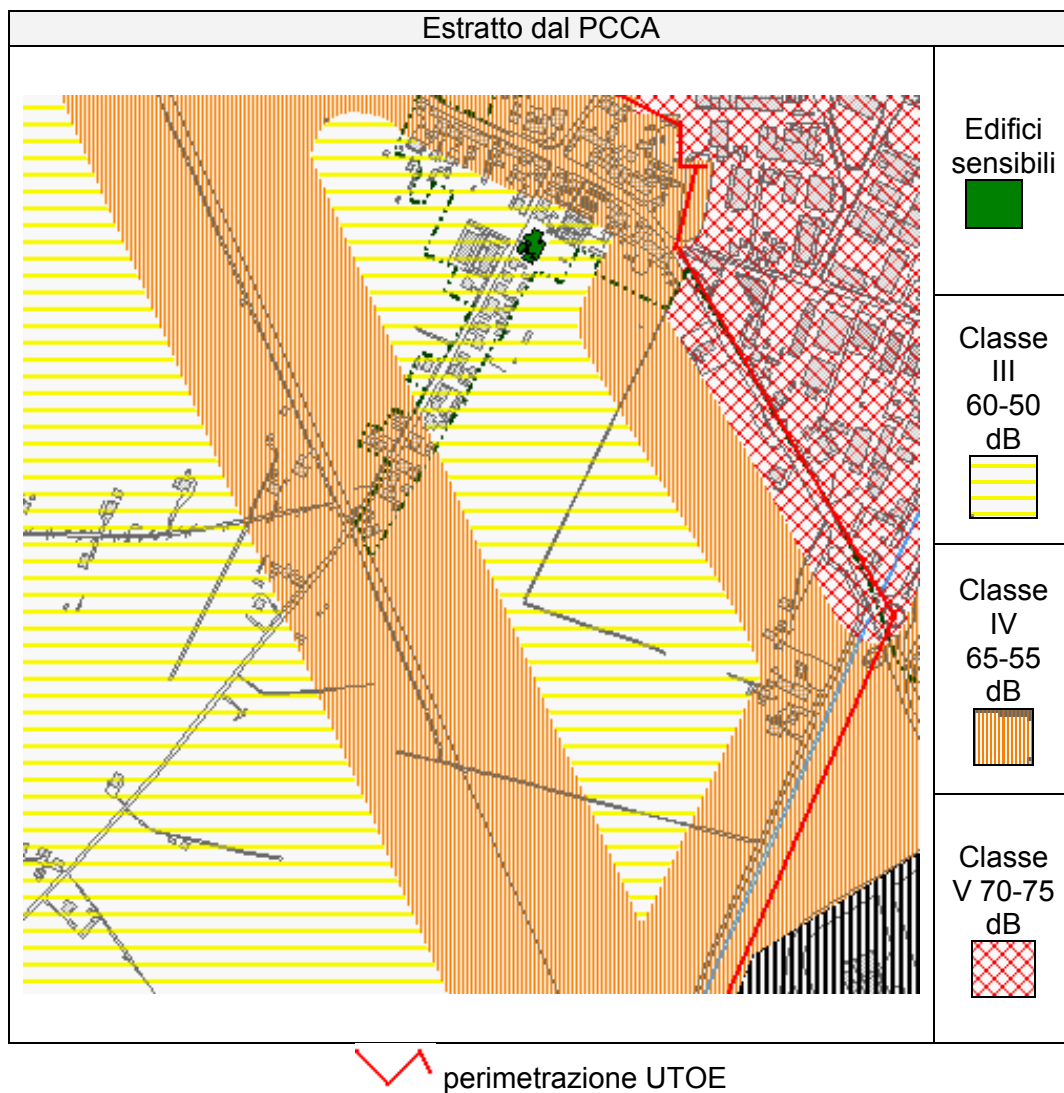 Estratto dal PCCA
Edifici
sensibili
Classe
III
60-50
dB
Classe
IV
65-55
dB
Classe
V 70-75
dB
perimetrazione UTOE